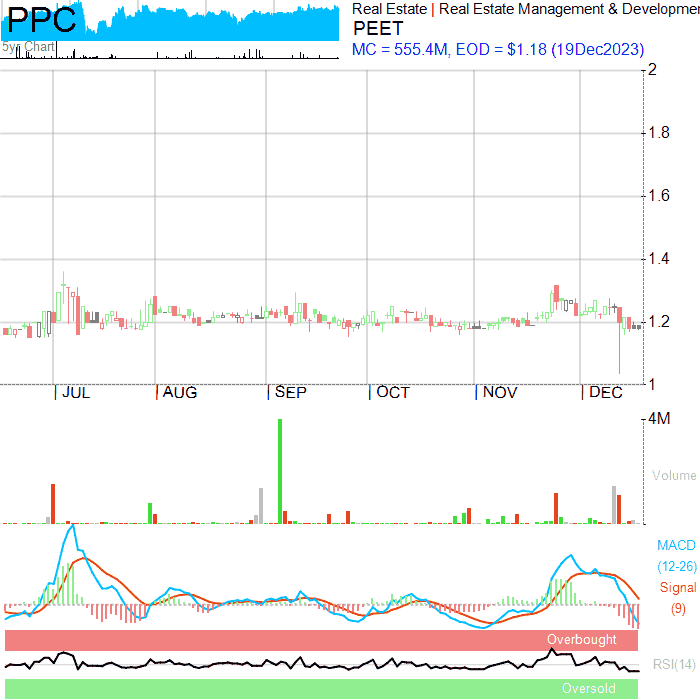 PPC
5yr Chart
Real Estate | Real Estate Management & Developmen
PEET
MC = 555.4M, EOD = $1.18 (19Dec2023)
2
1.8
1.6
1.4
1.2
1
JUL AUG SEP OCT NOV DEC
4M
Volume
MACD
(12-26)
Signal
(9)
Overbought
RSI(14)
Oversold